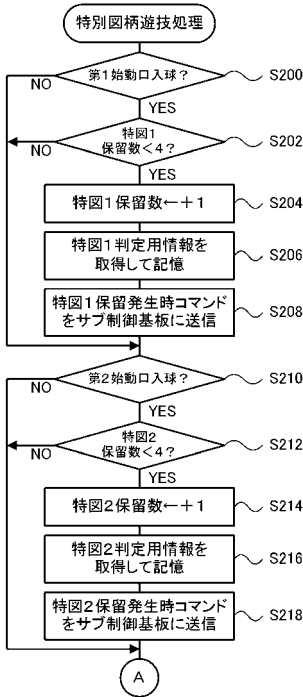 特別図柄遊技処理
第1始動口入球？
S200
NO
YES
特図1
保留数＜4？
S202
NO
YES
特図1保留数←＋1
S204
特図1判定用情報を
取得して記憶
S206
特図1保留発生時コマンド
をサブ制御基板に送信
S208
第2始動口入球？
S210
NO
YES
特図2
保留数＜4？
S212
NO
YES
特図2保留数←＋1
S214
特図2判定用情報を
取得して記憶
S216
特図2保留発生時コマンド
をサブ制御基板に送信
S218
A